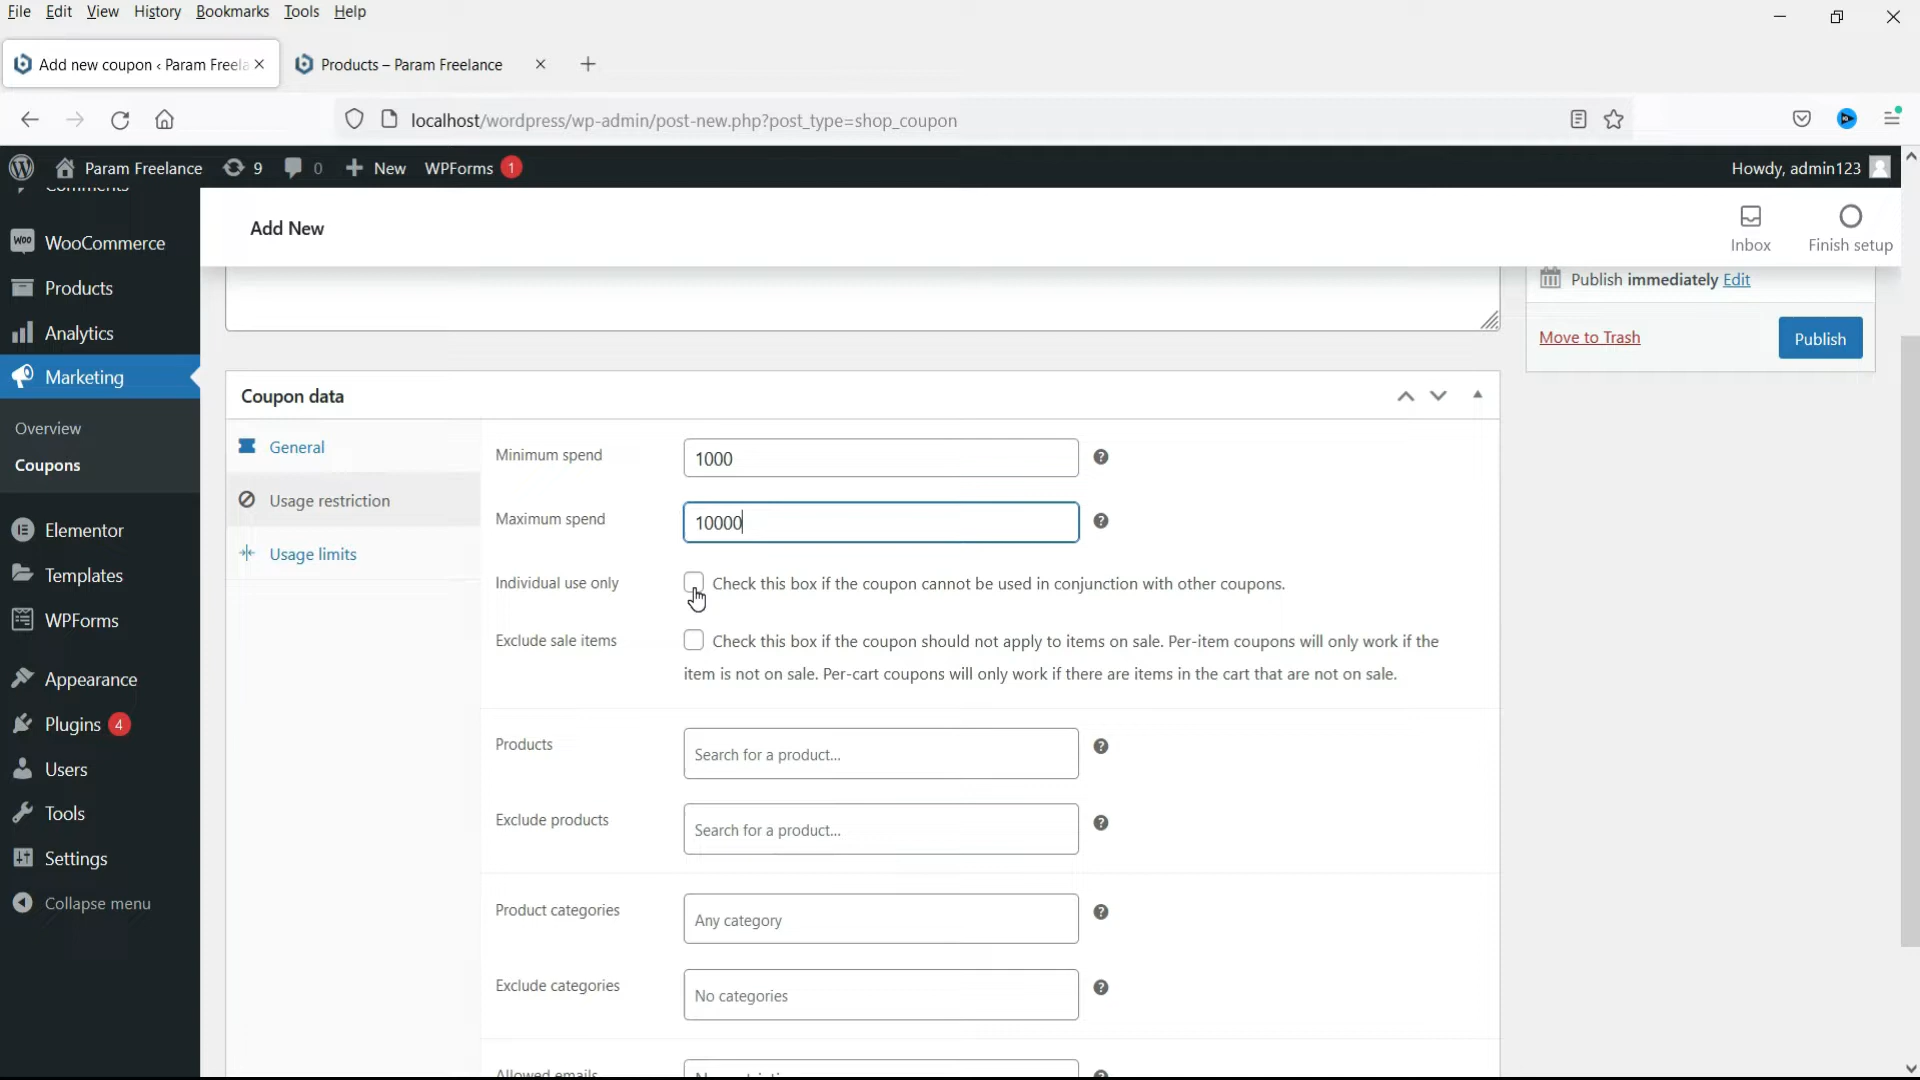 File Edit View History Bookmarks Tools Help
Add new coupon ‹ Param Freela
Products – Param Freelance
localhost/wordpress/wp-admin/post-new.php?post_type=shop_coupon
Param Freelance 9 0 New WPForms 1 Howdy, admin123
Comments
WooCommerce
Products
Analytics
Marketing
Overview
Coupons
Elementor
Templates
WPForms
Appearance
Plugins 4
Users
Tools
Settings
Collapse menu
Add New
Inbox
Finish setup
Publish immediately Edit
Move to Trash
Publish
Coupon data
General
Usage restriction
Usage limits
Minimum spend 1000
Maximum spend 10000
Individual use only Check this box if the coupon cannot be used in conjunction with other coupons.
Exclude sale items Check this box if the coupon should not apply to items on sale. Per-item coupons will only work if the
item is not on sale. Per-cart coupons will only work if there are items in the cart that are not on sale.
Products Search for a product...
Exclude products Search for a product...
Product categories Any category
Exclude categories No categories
Allowed emails